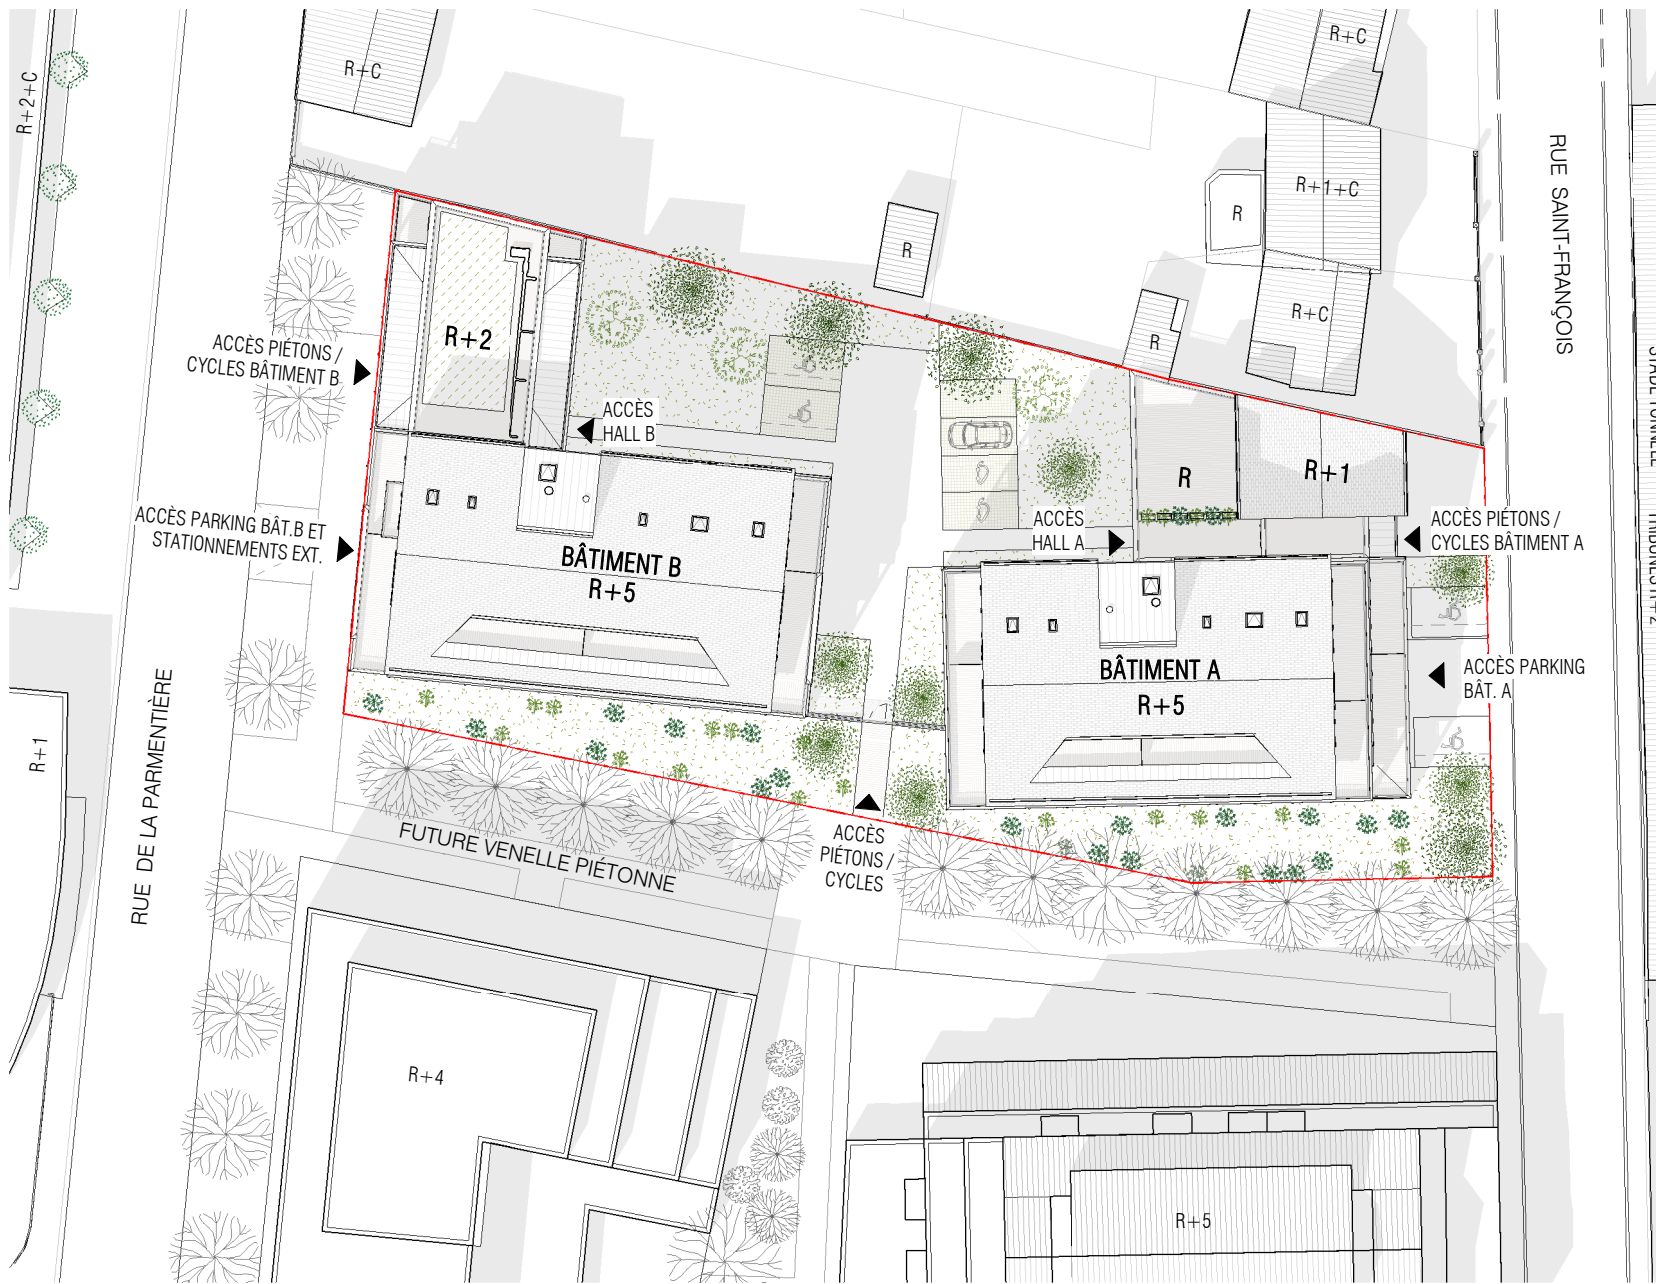 R+2+C
R+C
R+C
R+1+C
R
R
R+C
R
RUE SAINT-FRANÇOIS
ACCÈS PIÉTONS /
CYCLES BÂTIMENT B
R+2
ACCÈS
HALL B
R
R+1
ACCÈS PARKING BÂT.B ET
STATIONNEMENTS EXT.
BÂTIMENT B
R+5
ACCÈS
HALL A
ACCÈS PIÉTONS /
CYCLES BÂTIMENT A
BÂTIMENT A
R+5
ACCÈS PARKING
BÂT. A
RUE DE LA PARMENTIÈRE
R+1
FUTURE VENELLE PIÉTONNE
ACCÈS
PIÉTONS /
CYCLES
R+4
R+5